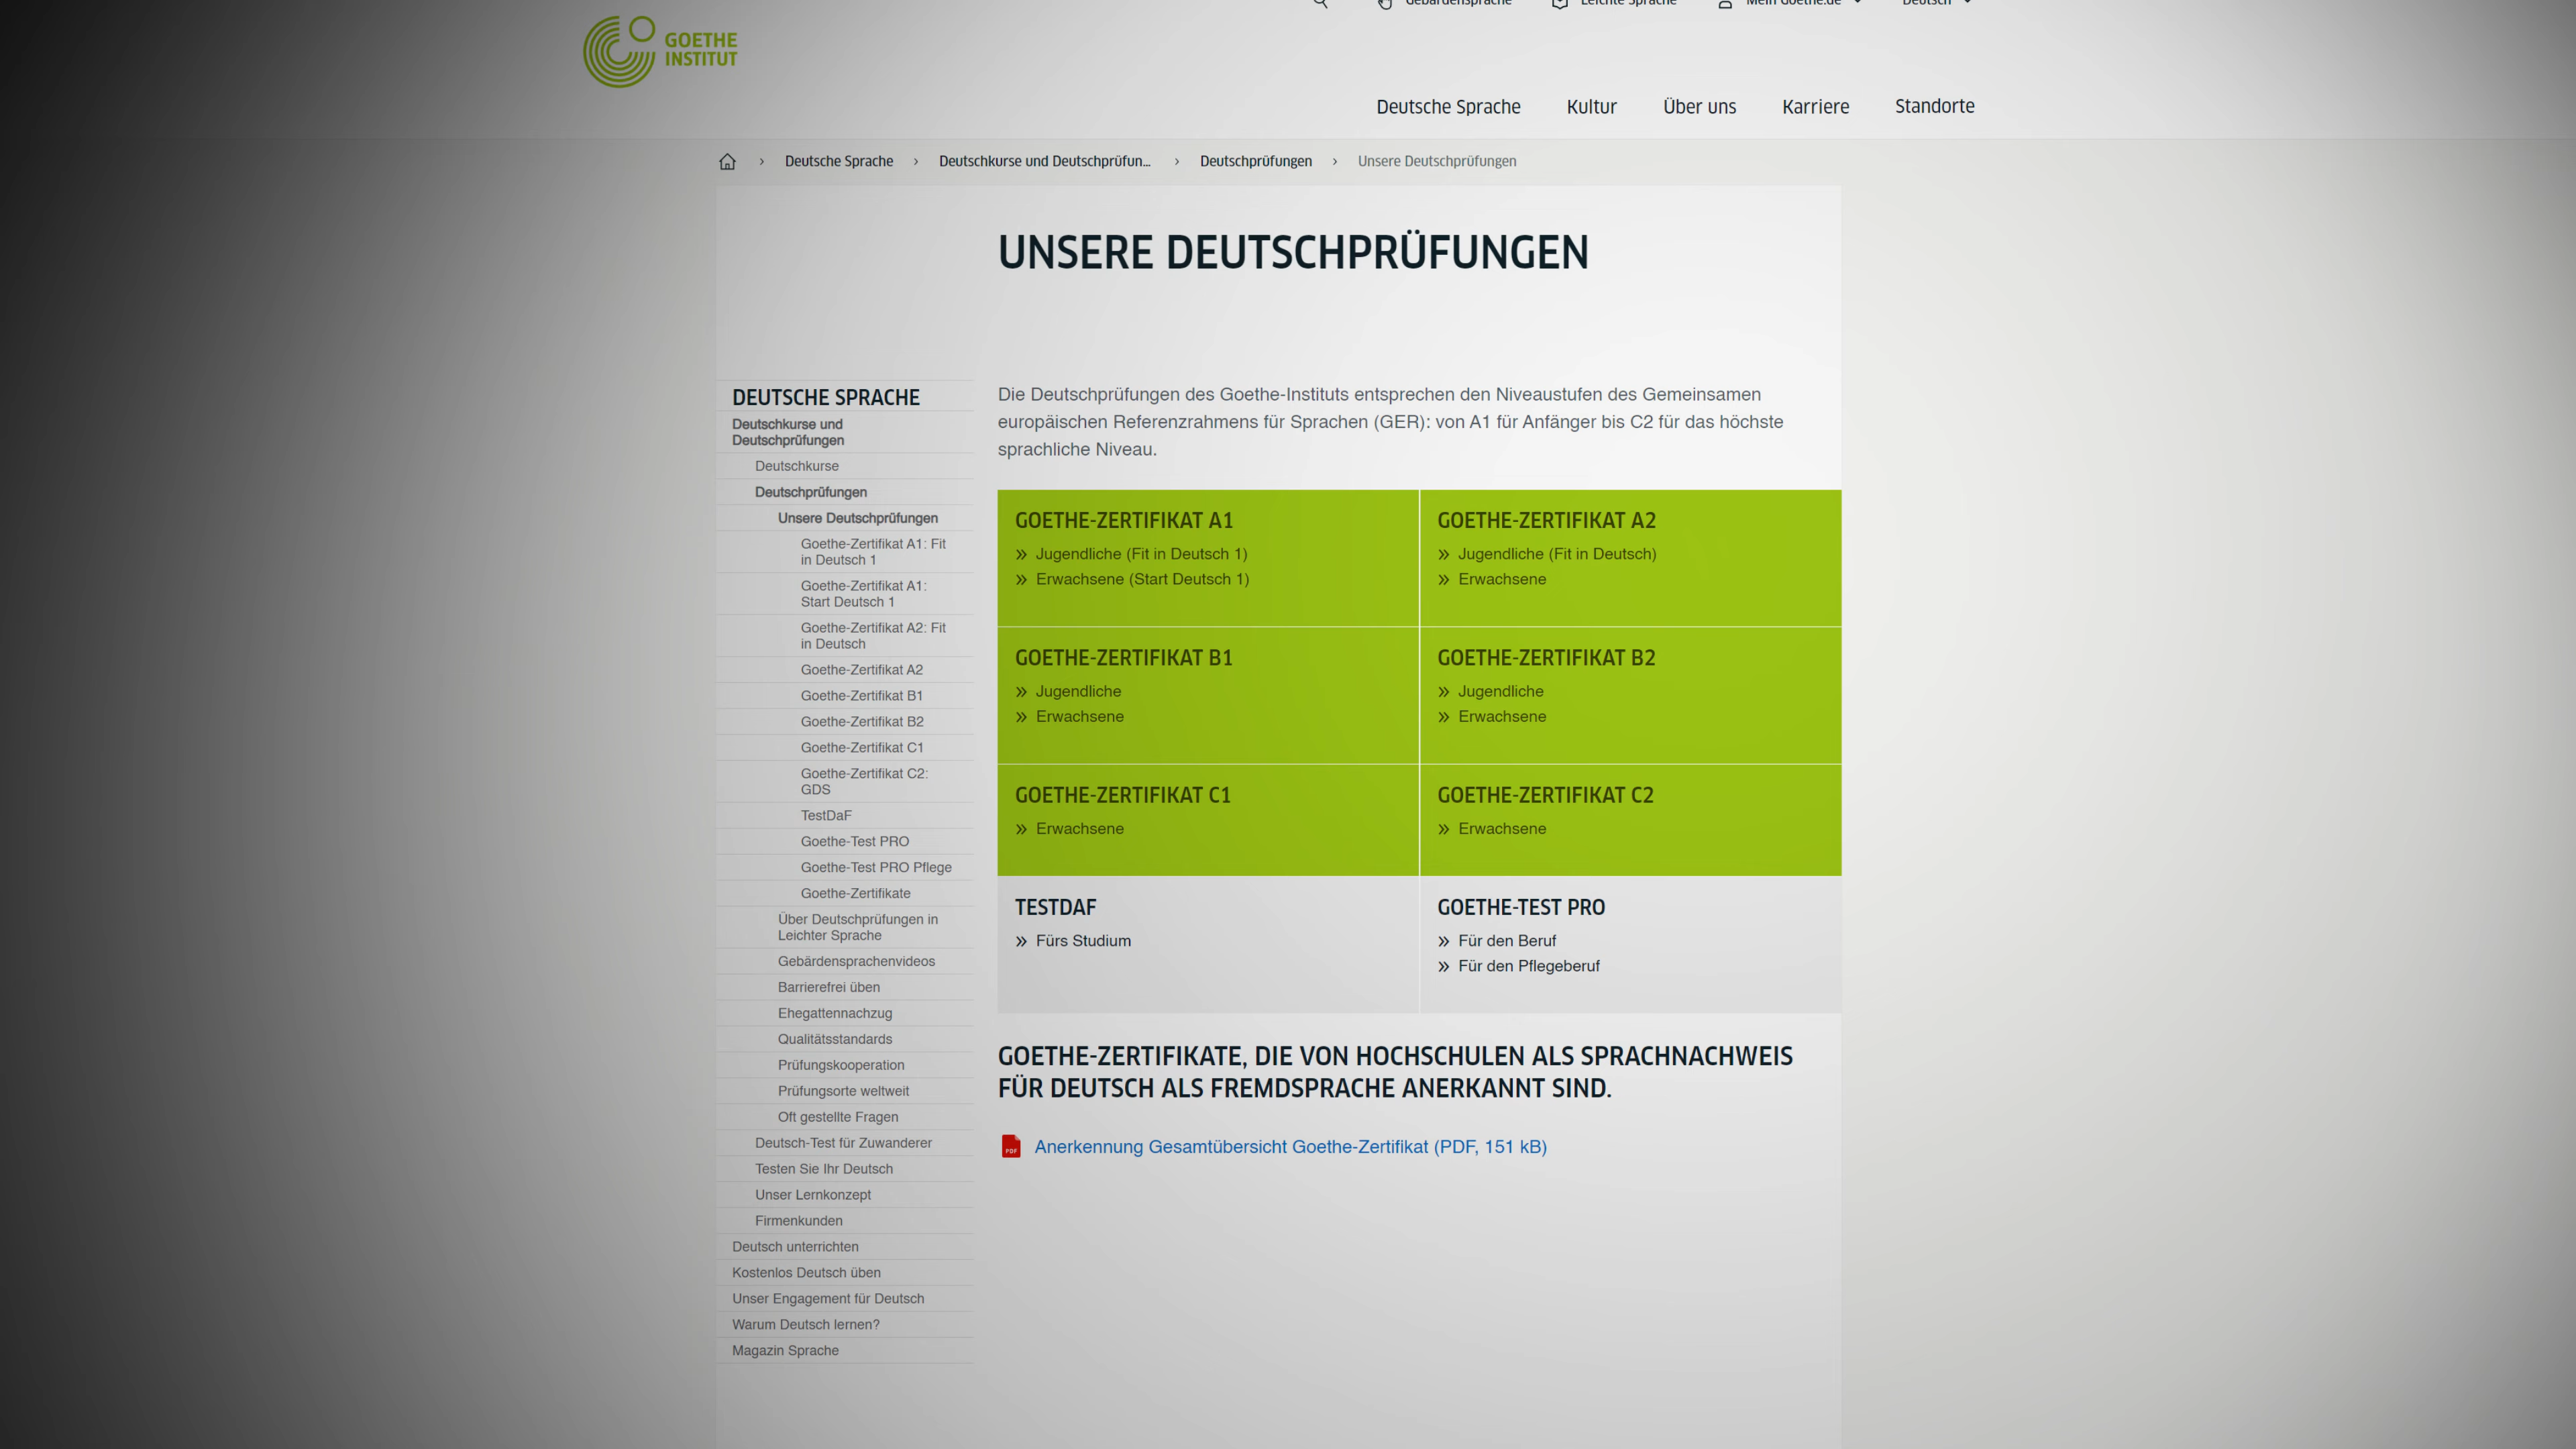 Gebärdensprache
Leichte Sprache
Mein Goethe.de
Deutsch
GOETHE
INSTITUT
Deutsche Sprache
Kultur
Über uns
Karriere
Standorte
Deutsche Sprache
Deutschkurse und Deutschprüfun...
Deutschprüfungen
Unsere Deutschprüfungen
UNSERE DEUTSCHPRÜFUNGEN
DEUTSCHE SPRACHE
Deutschkurse und
Deutschprüfungen
Deutschkurse
Deutschprüfungen
Unsere Deutschprüfungen
Goethe-Zertifikat A1: Fit
in Deutsch 1
Goethe-Zertifikat A1:
Start Deutsch 1
Goethe-Zertifikat A2: Fit
in Deutsch
Goethe-Zertifikat A2
Goethe-Zertifikat B1
Goethe-Zertifikat B2
Goethe-Zertifikat C1
Goethe-Zertifikat C2:
GDS
TestDaF
Goethe-Test PRO
Goethe-Test PRO Pflege
Goethe-Zertifikate
Über Deutschprüfungen in
Leichter Sprache
Gebärdensprachenvideos
Barrierefrei üben
Ehegattennachzug
Qualitätsstandards
Prüfungskooperation
Prüfungsorte weltweit
Oft gestellte Fragen
Deutsch-Test für Zuwanderer
Testen Sie Ihr Deutsch
Unser Lernkonzept
Firmenkunden
Deutsch unterrichten
Kostenlos Deutsch üben
Unser Engagement für Deutsch
Warum Deutsch lernen?
Magazin Sprache
Die Deutschprüfungen des Goethe-Instituts entsprechen den Niveaustufen des Gemeinsamen
europäischen Referenzrahmens für Sprachen (GER): von A1 für Anfänger bis C2 für das höchste
sprachliche Niveau.
GOETHE-ZERTIFIKAT A1
» Jugendliche (Fit in Deutsch 1)
» Erwachsene (Start Deutsch 1)
GOETHE-ZERTIFIKAT A2
» Jugendliche (Fit in Deutsch)
» Erwachsene
GOETHE-ZERTIFIKAT B1
» Jugendliche
» Erwachsene
GOETHE-ZERTIFIKAT B2
» Jugendliche
» Erwachsene
GOETHE-ZERTIFIKAT C1
» Erwachsene
GOETHE-ZERTIFIKAT C2
» Erwachsene
TESTDAF
» Fürs Studium
GOETHE-TEST PRO
» Für den Beruf
» Für den Pflegeberuf
GOETHE-ZERTIFIKATE, DIE VON HOCHSCHULEN ALS SPRACHNACHWEIS
FÜR DEUTSCH ALS FREMDSPRACHE ANERKANNT SIND.
PDF
Anerkennung Gesamtübersicht Goethe-Zertifikat (PDF, 151 kB)